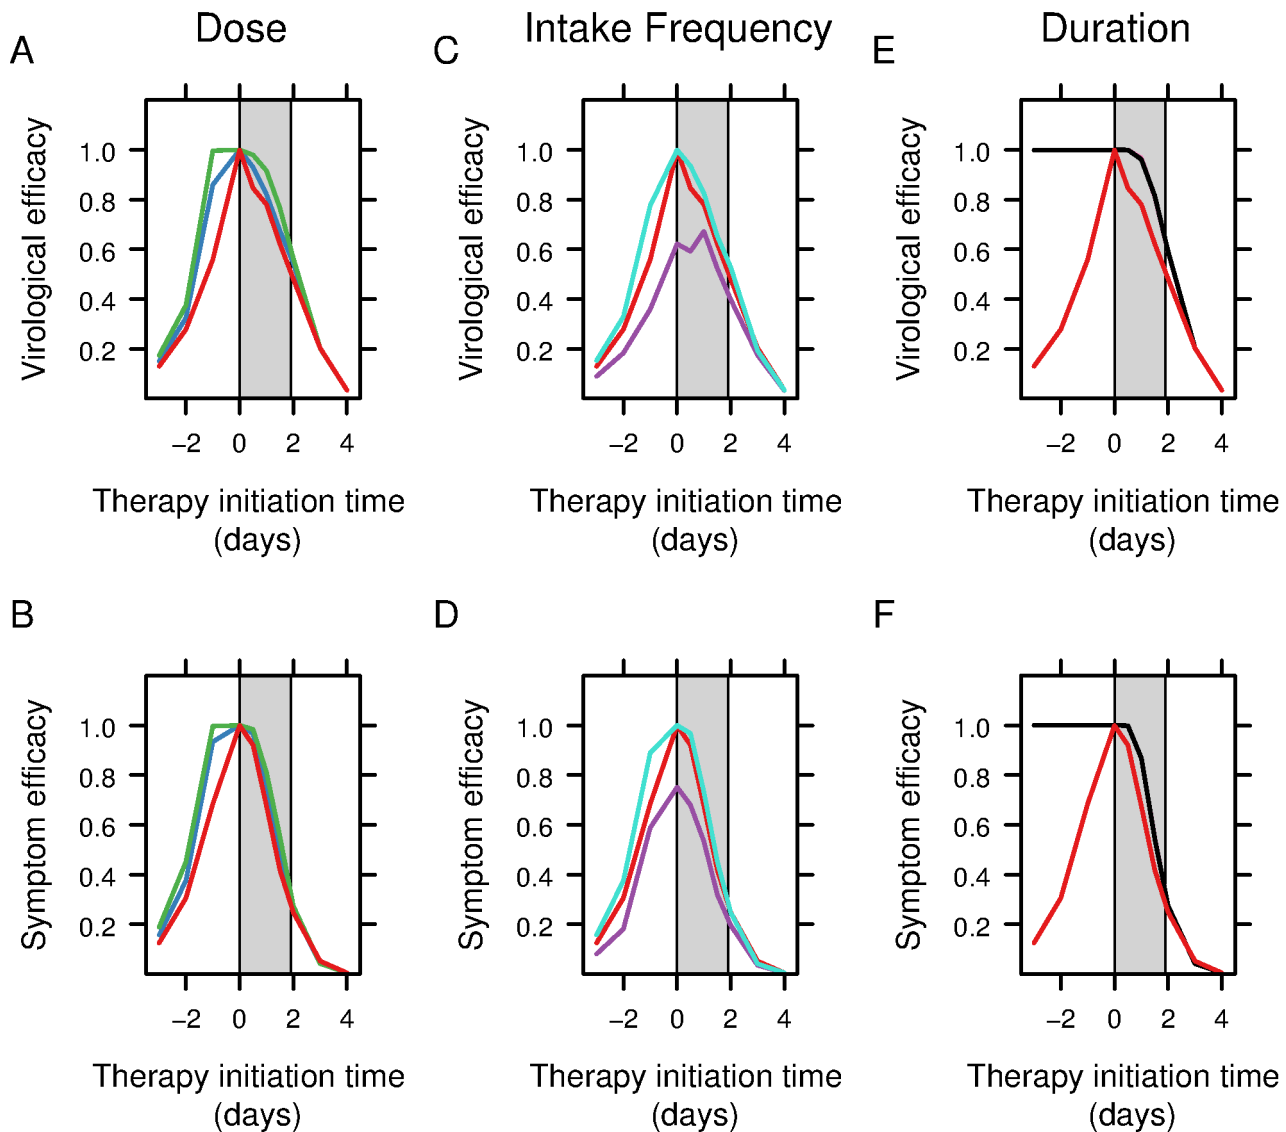 Dose
Intake Frequency
Duration
A
C
E
Virological efficacy
1.0
0.8
0.6
0.4
0.2
−2 0 2 4
Therapy initiation time
(days)
Virological efficacy
1.0
0.8
0.6
0.4
0.2
−2 0 2 4
Therapy initiation time
(days)
Virological efficacy
1.0
0.8
0.6
0.4
0.2
−2 0 2 4
Therapy initiation time
(days)
B
D
F
Symptom efficacy
1.0
0.8
0.6
0.4
0.2
−2 0 2 4
Therapy initiation time
(days)
Symptom efficacy
1.0
0.8
0.6
0.4
0.2
−2 0 2 4
Therapy initiation time
(days)
Symptom efficacy
1.0
0.8
0.6
0.4
0.2
−2 0 2 4
Therapy initiation time
(days)